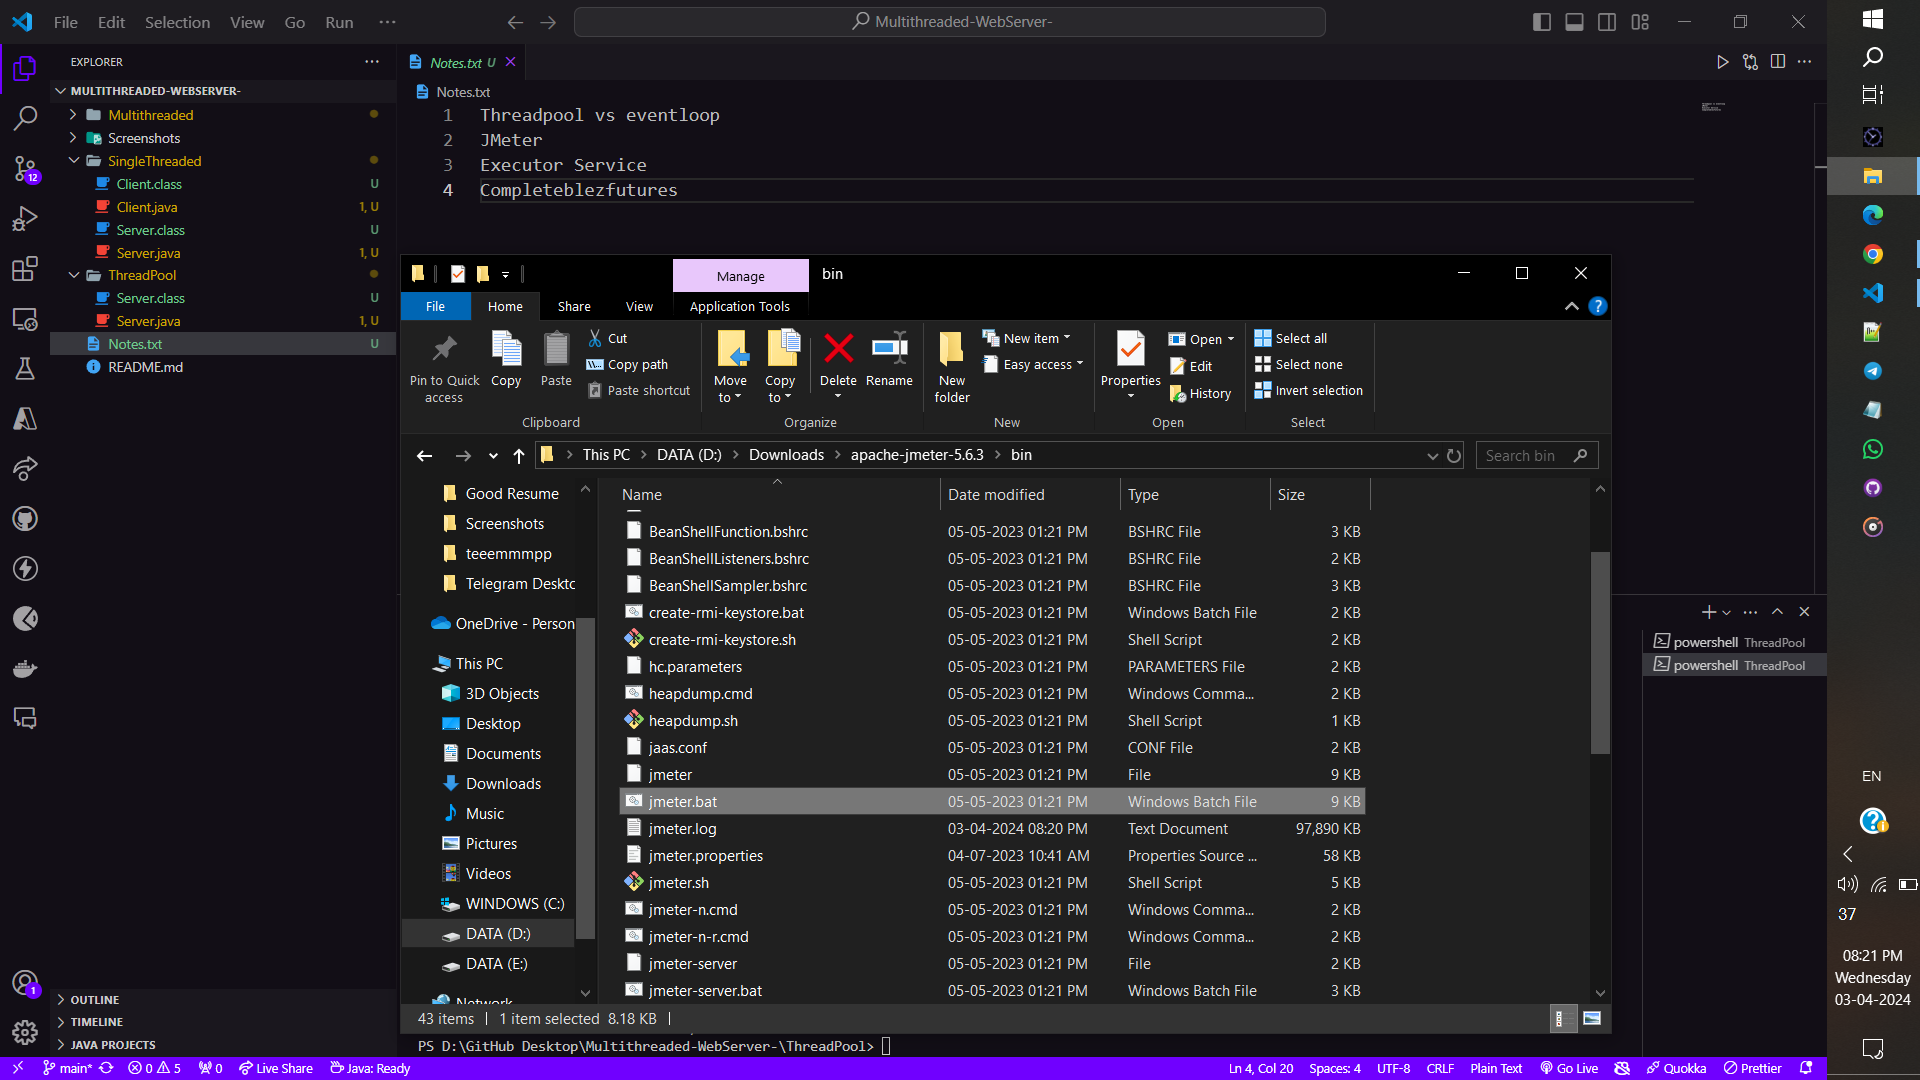 File Edit Selection View Go Run ···
Multithreaded-WebServer-
EXPLORER
MULTITHREADED-WEBSERVER-
Multithreaded
Screenshots
SingleThreaded
Client.class U
Client.java 1, U
Server.class U
Server.java 1, U
ThreadPool
Server.class U
Server.java 1, U
Notes.txt U
README.md
12
1
OUTLINE
TIMELINE
JAVA PROJECTS
Notes.txt U
Notes.txt
1 Threadpool vs eventloop
2 JMeter
3 Executor Service
4 Completeblezfutures
Manage bin
File Home Share View Application Tools
Pin to Quick access
Copy
Paste
Cut
Copy path
Paste shortcut
Clipboard
Move to
Copy to
Delete
Rename
Organize
New folder
New item
Easy access
New
Properties
Open
Edit
History
Open
Select all
Select none
Invert selection
Select
This PC > DATA (D:) > Downloads > apache-jmeter-5.6.3 > bin
Search bin
Good Resume
Screenshots
teeemmmpp
Telegram Deskto
OneDrive - Person
This PC
3D Objects
Desktop
Documents
Downloads
Music
Pictures
Videos
WINDOWS (C:)
DATA (D:)
DATA (E:)
Network
Name Date modified Type Size
BeanShellFunction.bshrc 05-05-2023 01:21 PM BSHRC File 3 KB
BeanShellListeners.bshrc 05-05-2023 01:21 PM BSHRC File 2 KB
BeanShellSampler.bshrc 05-05-2023 01:21 PM BSHRC File 3 KB
create-rmi-keystore.bat 05-05-2023 01:21 PM Windows Batch File 2 KB
create-rmi-keystore.sh 05-05-2023 01:21 PM Shell Script 2 KB
hc.parameters 05-05-2023 01:21 PM PARAMETERS File 2 KB
heapdump.cmd 05-05-2023 01:21 PM Windows Comma... 2 KB
heapdump.sh 05-05-2023 01:21 PM Shell Script 1 KB
jaas.conf 05-05-2023 01:21 PM CONF File 2 KB
jmeter 05-05-2023 01:21 PM File 9 KB
jmeter.bat 05-05-2023 01:21 PM Windows Batch File 9 KB
jmeter.log 03-04-2024 08:20 PM Text Document 97,890 KB
jmeter.properties 04-07-2023 10:41 AM Properties Source ... 58 KB
jmeter.sh 05-05-2023 01:21 PM Shell Script 5 KB
jmeter-n.cmd 05-05-2023 01:21 PM Windows Comma... 2 KB
jmeter-n-r.cmd 05-05-2023 01:21 PM Windows Comma... 2 KB
jmeter-server 05-05-2023 01:21 PM File 2 KB
jmeter-server.bat 05-05-2023 01:21 PM Windows Batch File 3 KB
43 items 1 item selected 8.18 KB
powershell ThreadPool
powershell ThreadPool
PS D:\GitHub Desktop\Multithreaded-WebServer-\ThreadPool>
main* 0 5 0 Live Share Java: Ready
Ln 4, Col 20 Spaces: 4 UTF-8 CRLF Plain Text Go Live Quokka Prettier
EN
37
08:21 PM
Wednesday
03-04-2024